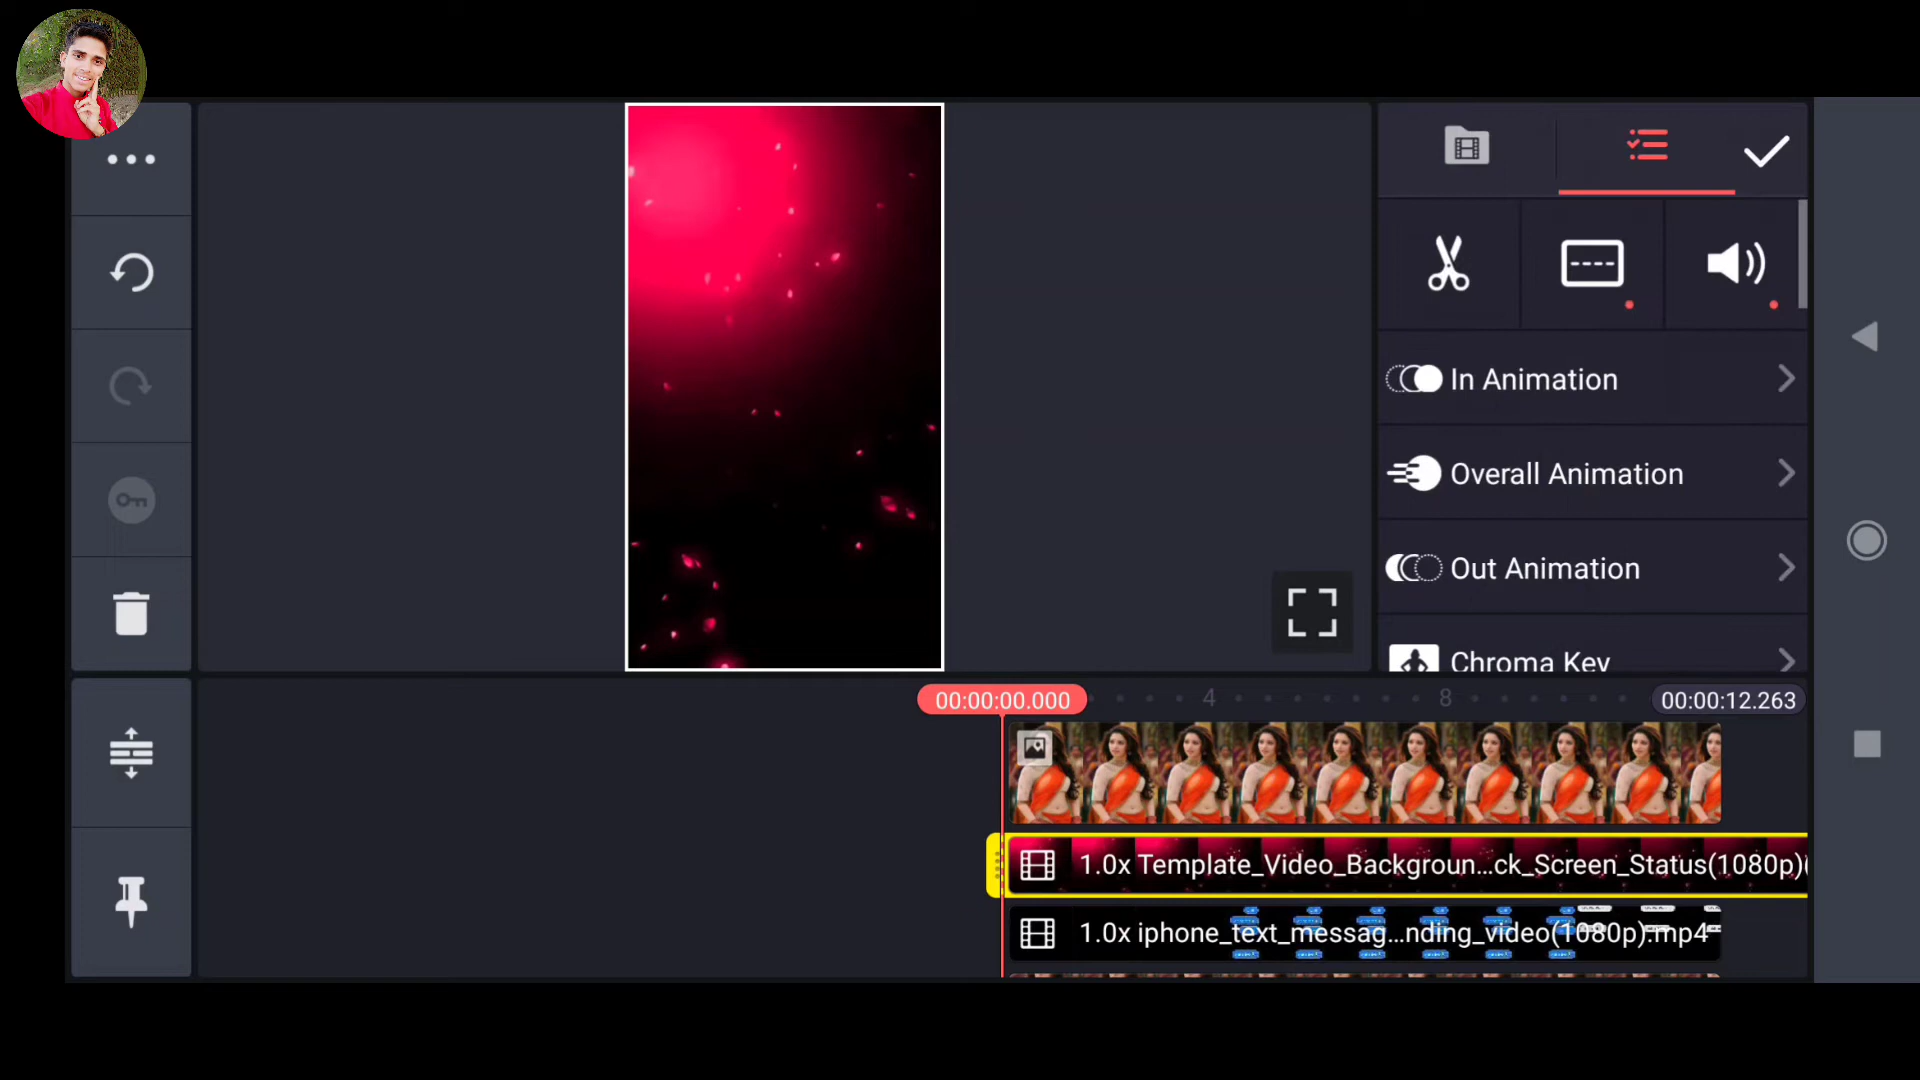 In Animation
Overall Animation
Out Animation
Chroma Key
00:00:00.000
4
8
00:00:12.263
1.0x Template_Video_Backgroun...ck_Screen_Status(1080p)(
1.0x iphone_text_messag...nding_video(1080p).mp4